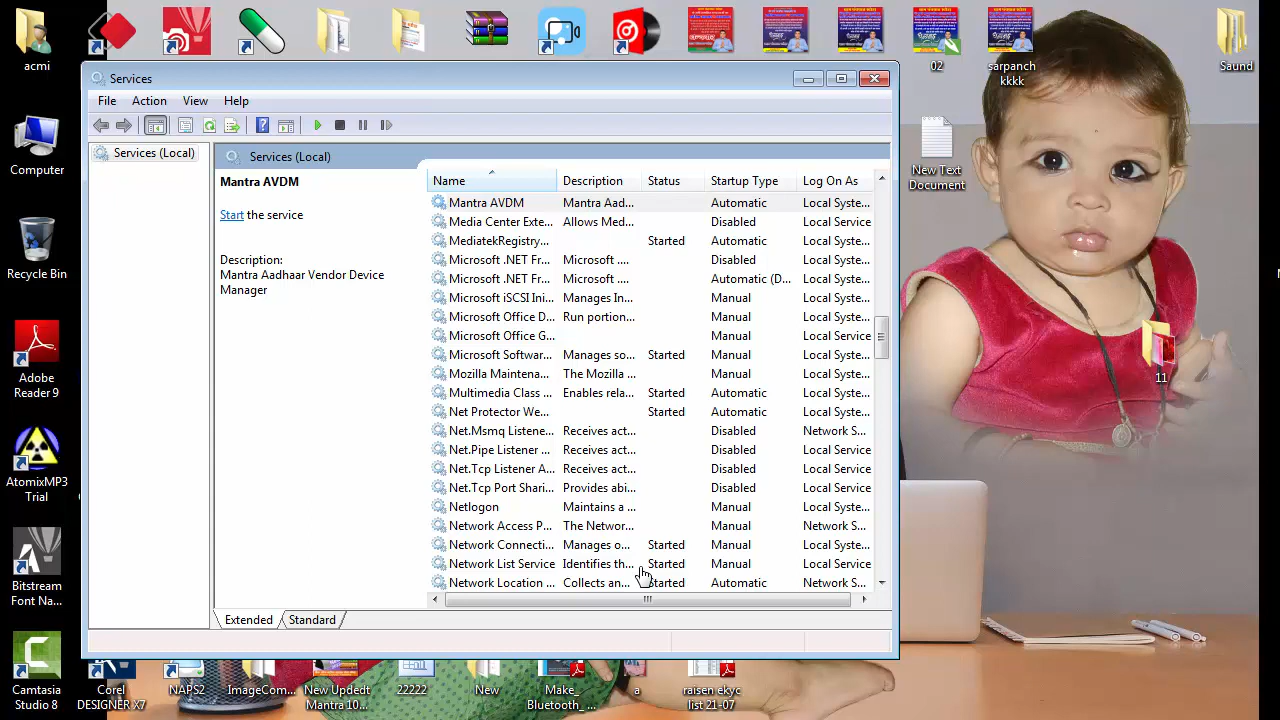 acmi
02
sarpanch
kkkk
Saund
Services
File Action View Help
Computer
New Text
Document
Services (Local)
Services (Local)
Mantra AVDM
Start the service
Description:
Mantra Aadhaar Vendor Device
Manager
Name Description Status Startup Type Log On As
Mantra AVDM Mantra Aad... Automatic Local Syste...
Media Center Exte... Allows Med... Disabled Local Service
MediatekRegistry... Started Automatic Local Syste...
Microsoft .NET Fr... Microsoft .... Disabled Local Syste...
Microsoft .NET Fr... Microsoft .... Automatic (D... Local Syste...
Microsoft iSCSI Ini... Manages In... Manual Local Syste...
Microsoft Office D... Run portion... Manual Local Syste...
Microsoft Office G... Manual Local Service
Microsoft Softwar... Manages so... Started Manual Local Syste...
Mozilla Maintena... The Mozilla ... Manual Local Syste...
Multimedia Class ... Enables rela... Started Automatic Local Syste...
Net Protector We... Started Automatic Local Syste...
Net.Msmq Listene... Receives act... Disabled Network S...
Net.Pipe Listener ... Receives act... Disabled Local Service
Net.Tcp Listener A... Receives act... Disabled Local Service
Net.Tcp Port Shari... Provides abi... Disabled Local Service
Netlogon Maintains a ... Manual Local Syste...
Network Access P... The Networ... Manual Network S...
Network Connecti... Manages o... Started Manual Local Syste...
Network List Service Identifies th... Started Manual Local Service
Network Location ... Collects an... Started Automatic Network S...
Extended Standard
Recycle Bin
Adobe
Reader 9
11
AtomixMP3
Trial
Bitstream
Font Na...
Camtasia
Studio 8
Corel
DESIGNER X7
NAPS2
ImageCom...
New Updedt
Mantra 10...
22222
New
Make_
Bluetooth_ ...
a
raisen ekyc
list 21-07